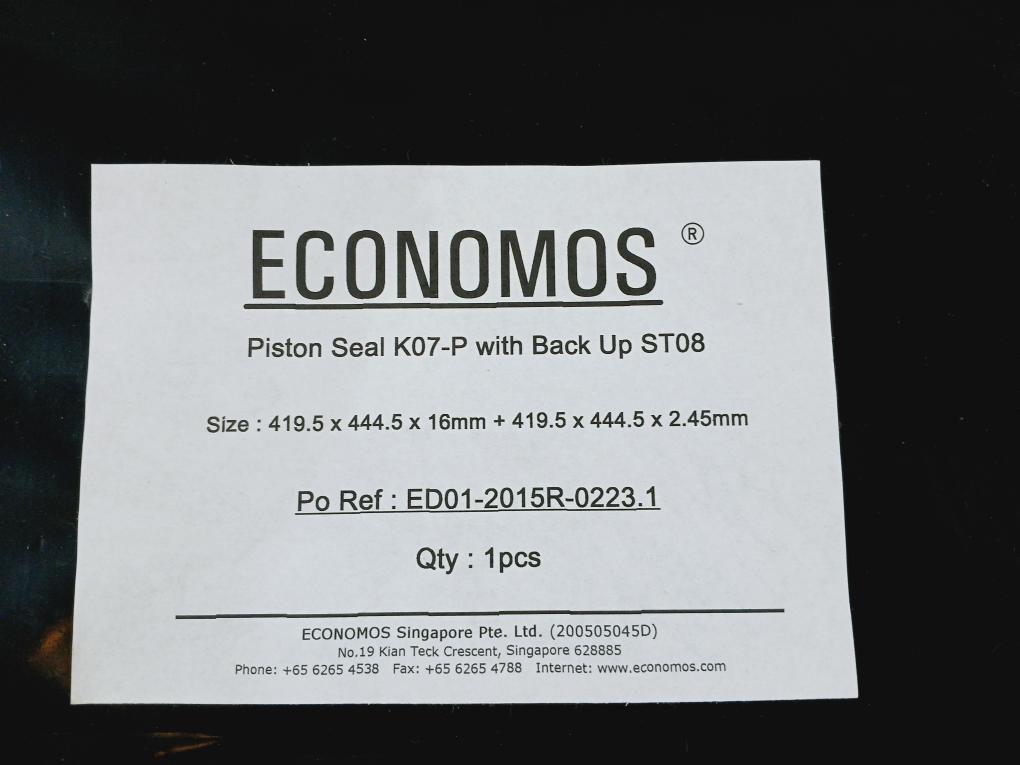 ECONOMOS ®
Piston Seal K07-P with Back Up ST08
Size : 419.5 x 444.5 x 16mm + 419.5 x 444.5 x 2.45mm
Po Ref : ED01-2015R-0223.1
Qty : 1pcs
ECONOMOS Singapore Pte. Ltd. (200505045D)
No.19 Kian Teck Crescent, Singapore 628885
Phone: +65 6265 4538 Fax: +65 6265 4788 Internet: www.economos.com